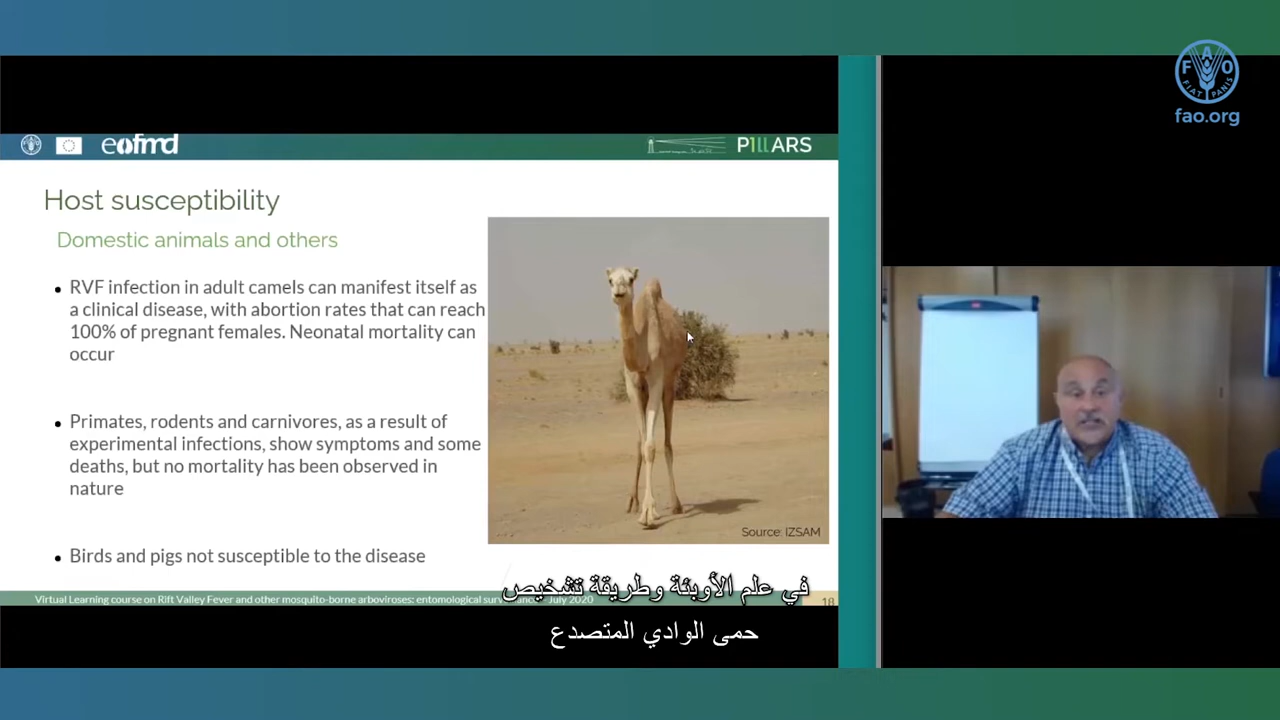 FAO
FIAT PANIS
fao.org
eofmd
PILLARS
Host susceptibility
Domestic animals and others
• RVF infection in adult camels can manifest itself as
a clinical disease, with abortion rates that can reach
100% of pregnant females. Neonatal mortality can
occur
• Primates, rodents and carnivores, as a result of
experimental infections, show symptoms and some
deaths, but no mortality has been observed in
nature
• Birds and pigs not susceptible to the disease
Source: IZSAM
Virtual Learning course on Rift Valley Fever and other mosquito-borne arboviroses: entomological July 2020
18
في علم الأوبئة وطريقة تشخيص
حمى الوادي المتصدع